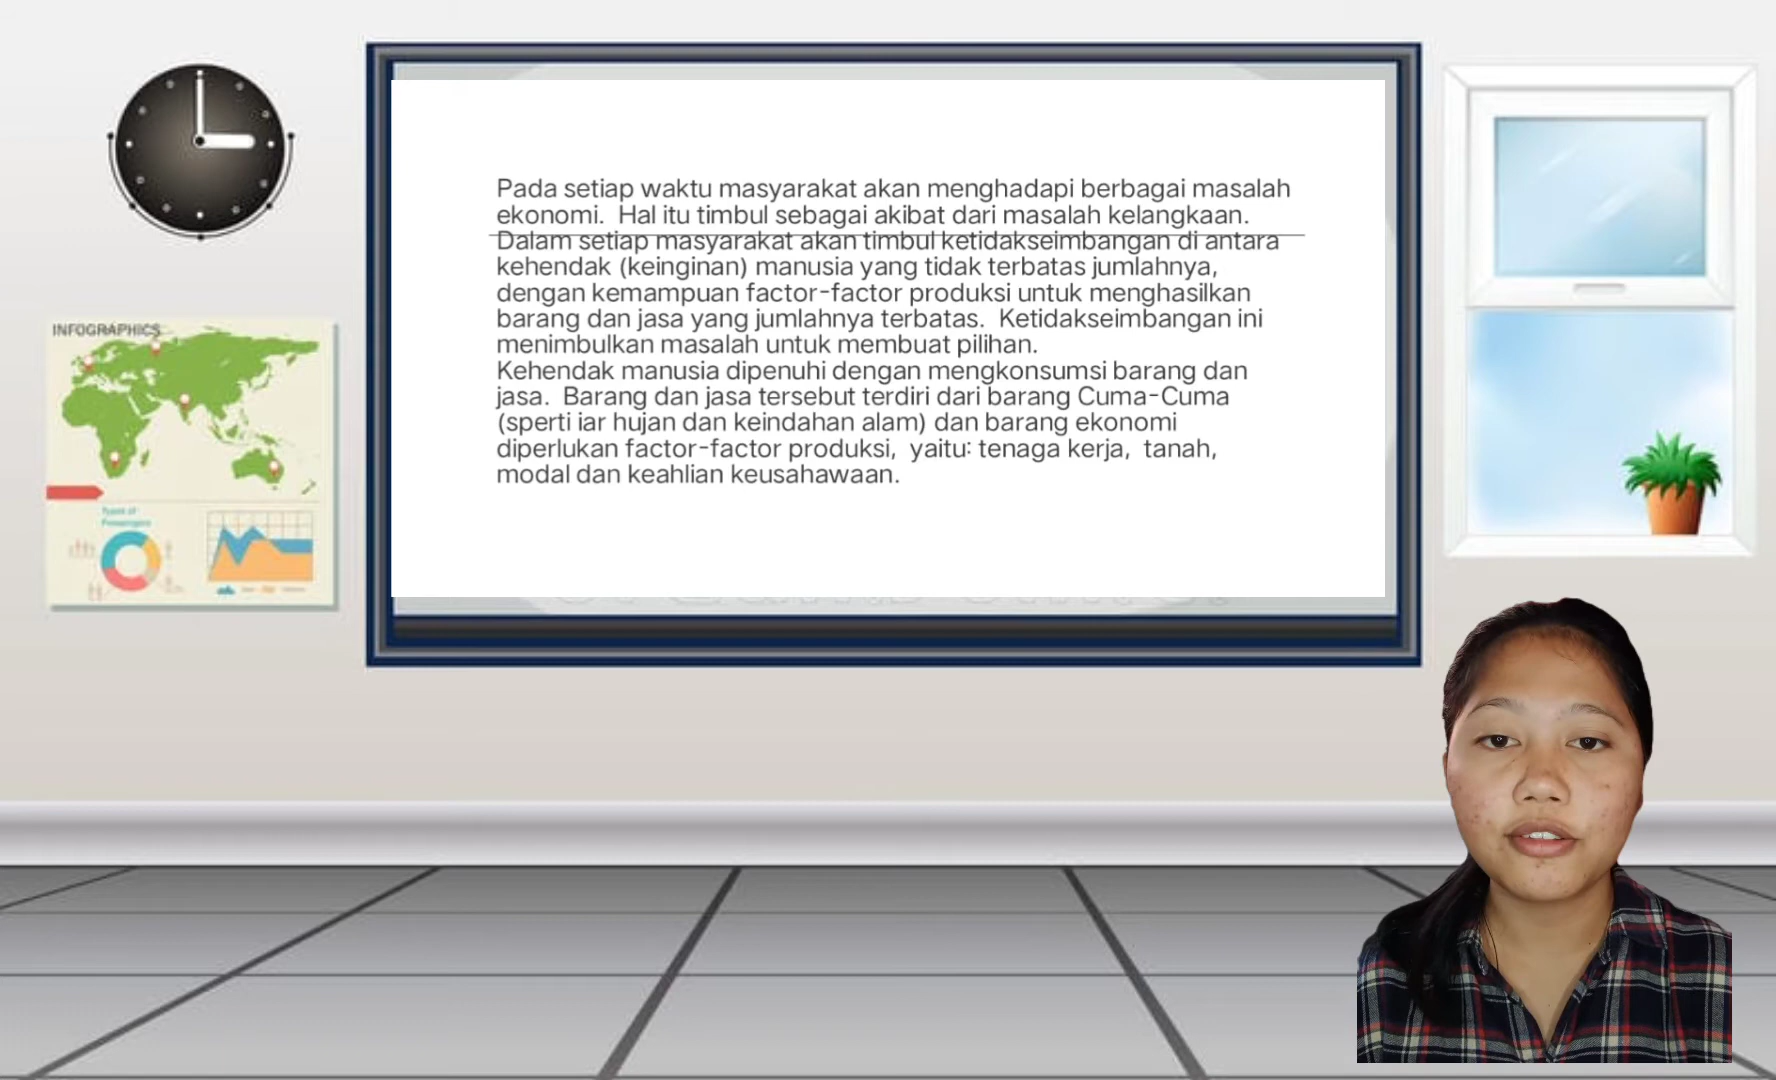 Pada setiap waktu masyarakat akan menghadapi berbagai masalah
ekonomi. Hal itu timbul sebagai akibat dari masalah kelangkaan.
Dalam setiap masyarakat akan timbul ketidakseimbangan di antara
kehendak (keinginan) manusia yang tidak terbatas jumlahnya,
dengan kemampuan factor-factor produksi untuk menghasilkan
barang dan jasa yang jumlahnya terbatas. Ketidakseimbangan ini
menimbulkan masalah untuk membuat pilihan.
Kehendak manusia dipenuhi dengan mengkonsumsi barang dan
jasa. Barang dan jasa tersebut terdiri dari barang Cuma-Cuma
(sperti iar hujan dan keindahan alam) dan barang ekonomi
diperlukan factor-factor produksi, yaitu: tenaga kerja, tanah,
modal dan keahlian keusahawaan.
INFOGRAPHICS
Types of
Passengers